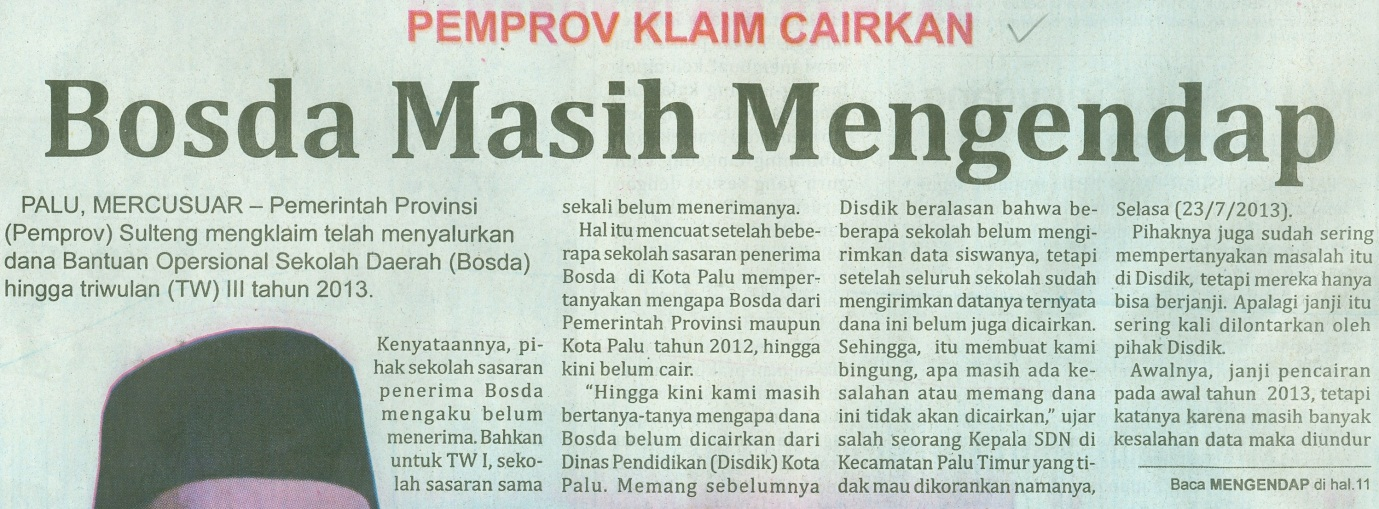 PEMPROV KLAIM CAIRKAN
Bosda Masih Mengendap
PALU, MERCUSUAR – Pemerintah Provinsi
(Pemprov) Sulteng mengklaim telah menyalurkan
dana Bantuan Opersional Sekolah Daerah (Bosda)
hingga triwulan (TW) III tahun 2013.
Kenyataannya, pi-
hak sekolah sasaran
penerima Bosda
mengaku belum
menerima. Bahkan
untuk TW I, seko-
lah sasaran sama
sekali belum menerimanya.
Hal itu mencuat setelah bebe-
rapa sekolah sasaran penerima
Bosda di Kota Palu memper-
tanyakan mengapa Bosda dari
Pemerintah Provinsi maupun
Kota Palu tahun 2012, hingga
kini belum cair.
“Hingga kini kami masih
bertanya-tanya mengapa dana
Bosda belum dicairkan dari
Dinas Pendidikan (Disdik) Kota
Palu. Memang sebelumnya
Disdik beralasan bahwa be-
berapa sekolah belum mengi-
rimkan data siswanya, tetapi
setelah seluruh sekolah sudah
mengirimkan datanya ternyata
dana ini belum juga dicairkan.
Sehingga, itu membuat kami
bingung, apa masih ada ke-
salahan atau memang dana
ini tidak akan dicairkan,” ujar
salah seorang Kepala SDN di
Kecamatan Palu Timur yang ti-
dak mau dikorankan namanya,
Selasa (23/7/2013).
Pihaknya juga sudah sering
mempertanyakan masalah itu
di Disdik, tetapi mereka hanya
bisa berjanji. Apalagi janji itu
sering kali dilontarkan oleh
pihak Disdik.
Awalnya, janji pencairan
pada awal tahun 2013, tetapi
katanya karena masih banyak
kesalahan data maka diundur
Baca MENGENDAP di hal.11